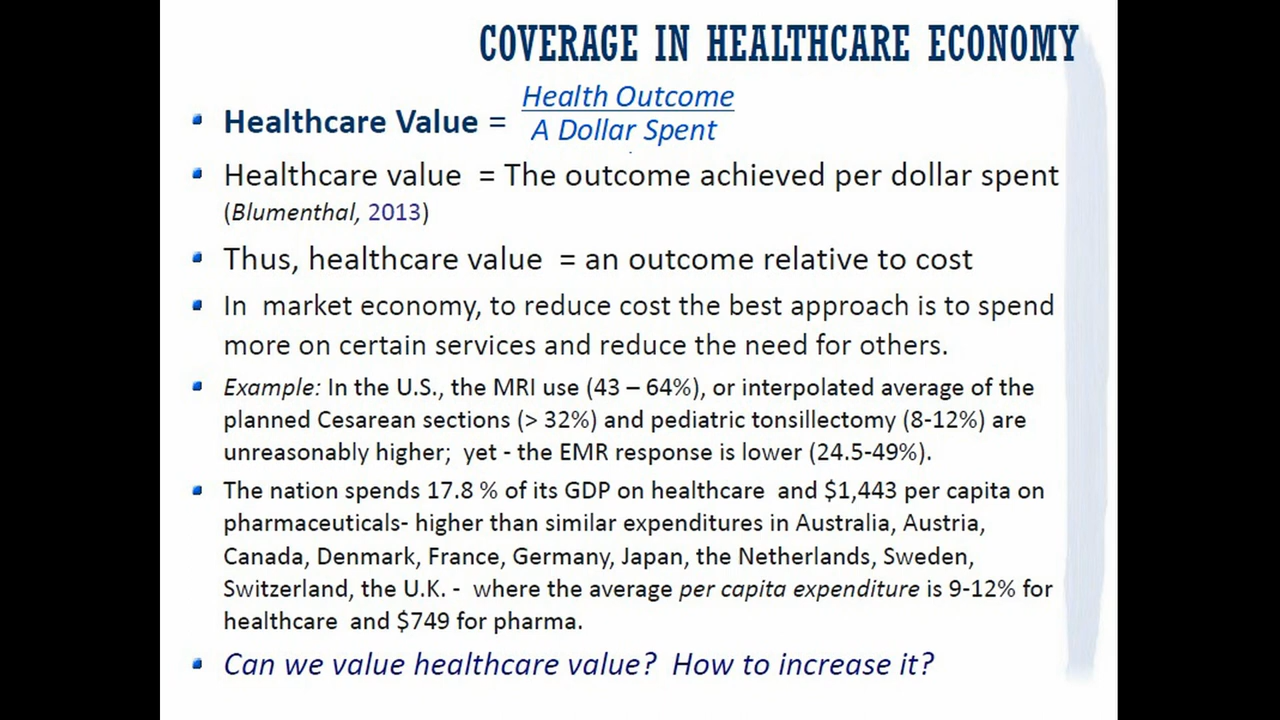 COVERAGE IN HEALTHCARE ECONOMY
Healthcare Value = Health Outcome
A Dollar Spent
Healthcare value = The outcome achieved per dollar spent
(Blumenthal, 2013)
Thus, healthcare value = an outcome relative to cost
In market economy, to reduce cost the best approach is to spend
more on certain services and reduce the need for others.
Example: In the U.S., the MRI use (43 – 64%), or interpolated average of the
planned Cesarean sections (> 32%) and pediatric tonsillectomy (8-12%) are
unreasonably higher; yet - the EMR response is lower (24.5-49%).
The nation spends 17.8 % of its GDP on healthcare and $1,443 per capita on
pharmaceuticals- higher than similar expenditures in Australia, Austria,
Canada, Denmark, France, Germany, Japan, the Netherlands, Sweden,
Switzerland, the U.K. - where the average per capita expenditure is 9-12% for
healthcare and $749 for pharma.
Can we value healthcare value? How to increase it?